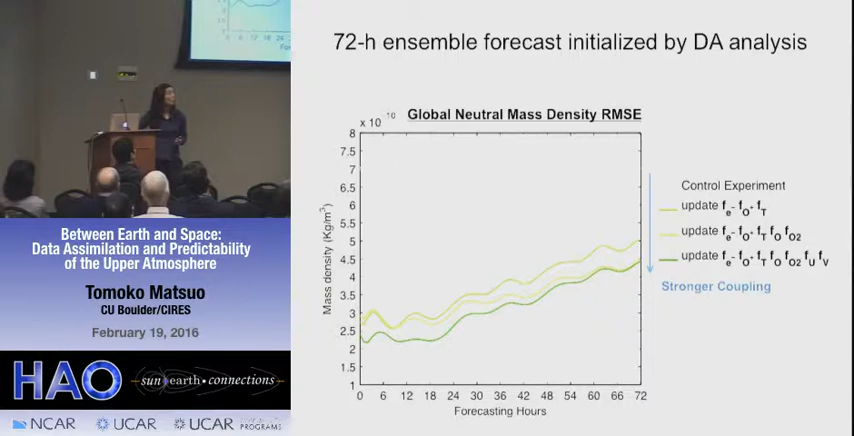 72-h ensemble forecast initialized by DA analysis
x 10 10
Global Neutral Mass Density RMSE
8
7.5
7
6.5
6
5.5
5
4.5
4
3.5
3
2.5
2
1.5
1
Mass density (Kg/m³)
0 6 12 18 24 30 36 42 48 54 60 66 72
Forecasting Hours
Control Experiment
update fe- fO+ fT
update fe- fO+ fT fO fO2
update fe- fO+ fT fO fO2 fU fV
Stronger Coupling
Between Earth and Space:
Data Assimilation and Predictability
of the Upper Atmosphere
Tomoko Matsuo
CU Boulder/CIRES
February 19, 2016
HAO
sun earth • connections
NCAR
UCAR
UCAR
PROGRAMS